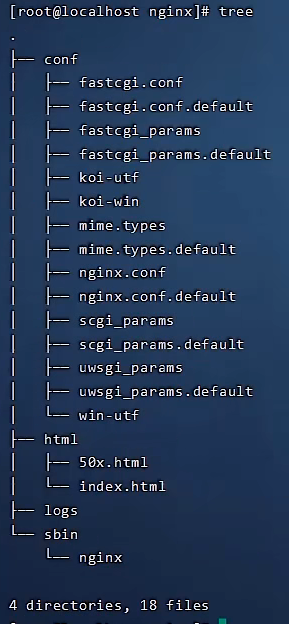 [root@localhost nginx]# tree
.
├── conf
│   ├── fastcgi.conf
│   ├── fastcgi.conf.default
│   ├── fastcgi_params
│   ├── fastcgi_params.default
│   ├── koi-utf
│   ├── koi-win
│   ├── mime.types
│   ├── mime.types.default
│   ├── nginx.conf
│   ├── nginx.conf.default
│   ├── scgi_params
│   ├── scgi_params.default
│   ├── uwsgi_params
│   ├── uwsgi_params.default
│   └── win-utf
├── html
│   ├── 50x.html
│   └── index.html
├── logs
└── sbin
    └── nginx

4 directories, 18 files